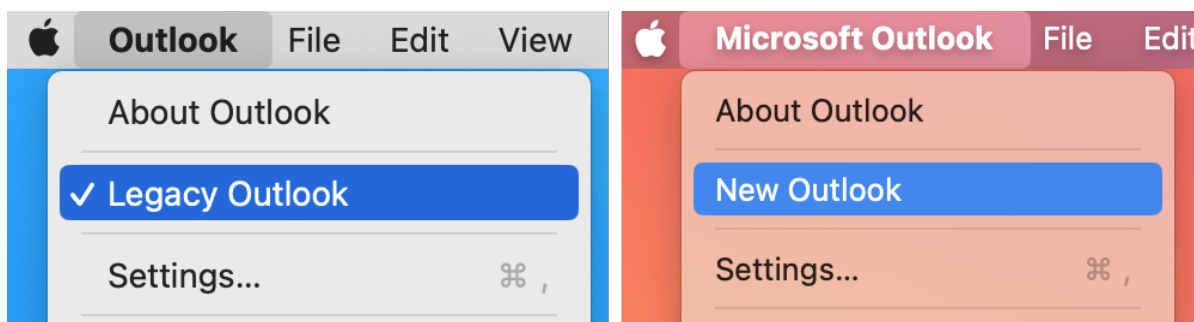 Outlook File Edit View
About Outlook
✓ Legacy Outlook
Settings... ⌘ ,
Microsoft Outlook File Edit
About Outlook
New Outlook
Settings... ⌘ ,